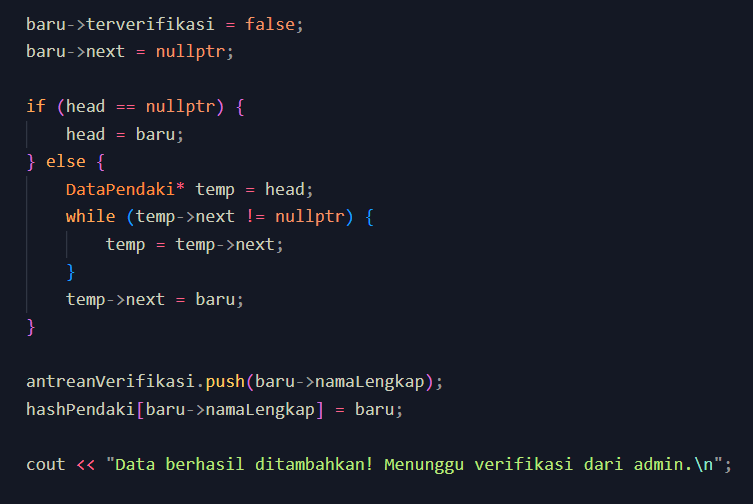 baru->terverifikasi = false;
baru->next = nullptr;

if (head == nullptr) {
    head = baru;
} else {
    DataPendaki* temp = head;
    while (temp->next != nullptr) {
        temp = temp->next;
    }
    temp->next = baru;
}

antreanVerifikasi.push(baru->namaLengkap);
hashPendaki[baru->namaLengkap] = baru;

cout << "Data berhasil ditambahkan! Menunggu verifikasi dari admin.\n";